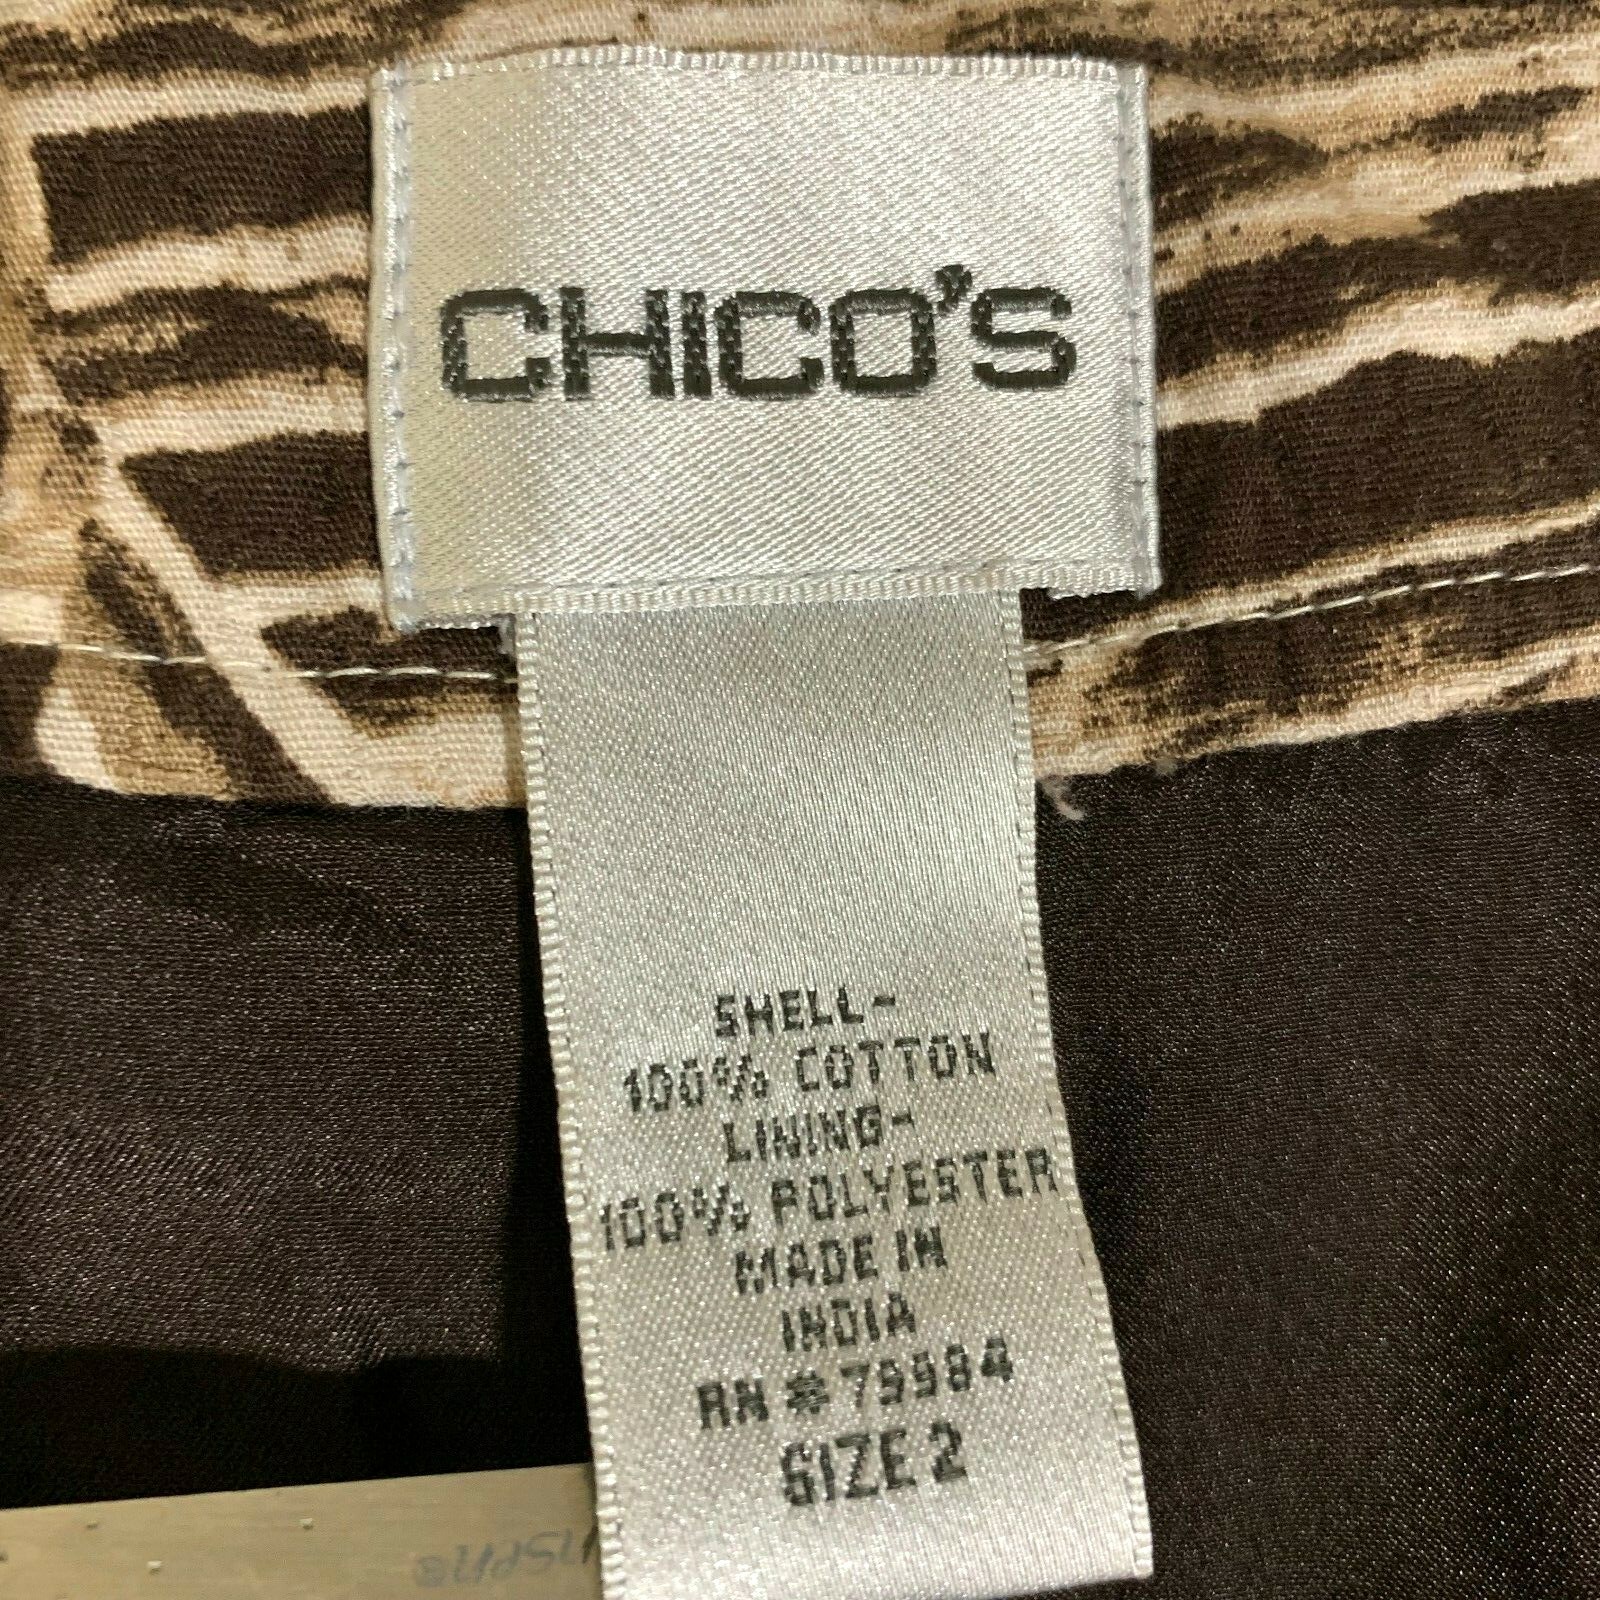 CHICO'S
SHELL-
100% COTTON
LINING-
100% POLYESTER
MADE IN
INDIA
RN # 79984
SIZE 2